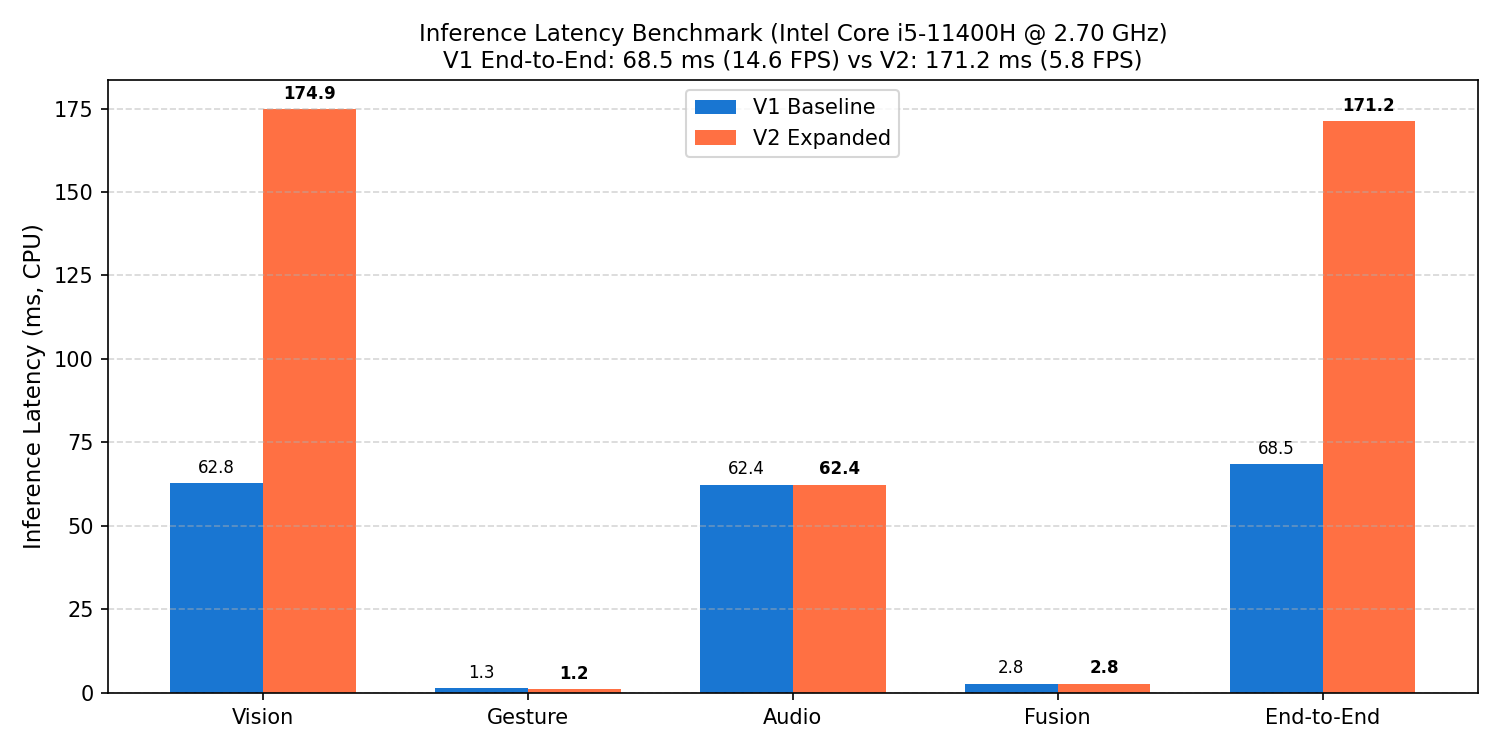 Inference Latency Benchmark (Intel Core i5-11400H @ 2.70 GHz)
V1 End-to-End: 68.5 ms (14.6 FPS) vs V2: 171.2 ms (5.8 FPS)
Inference Latency (ms, CPU)
175
150
125
100
75
50
25
0
V1 Baseline
V2 Expanded
62.8
174.9
1.3
1.2
62.4
62.4
2.8
2.8
68.5
171.2
Vision
Gesture
Audio
Fusion
End-to-End